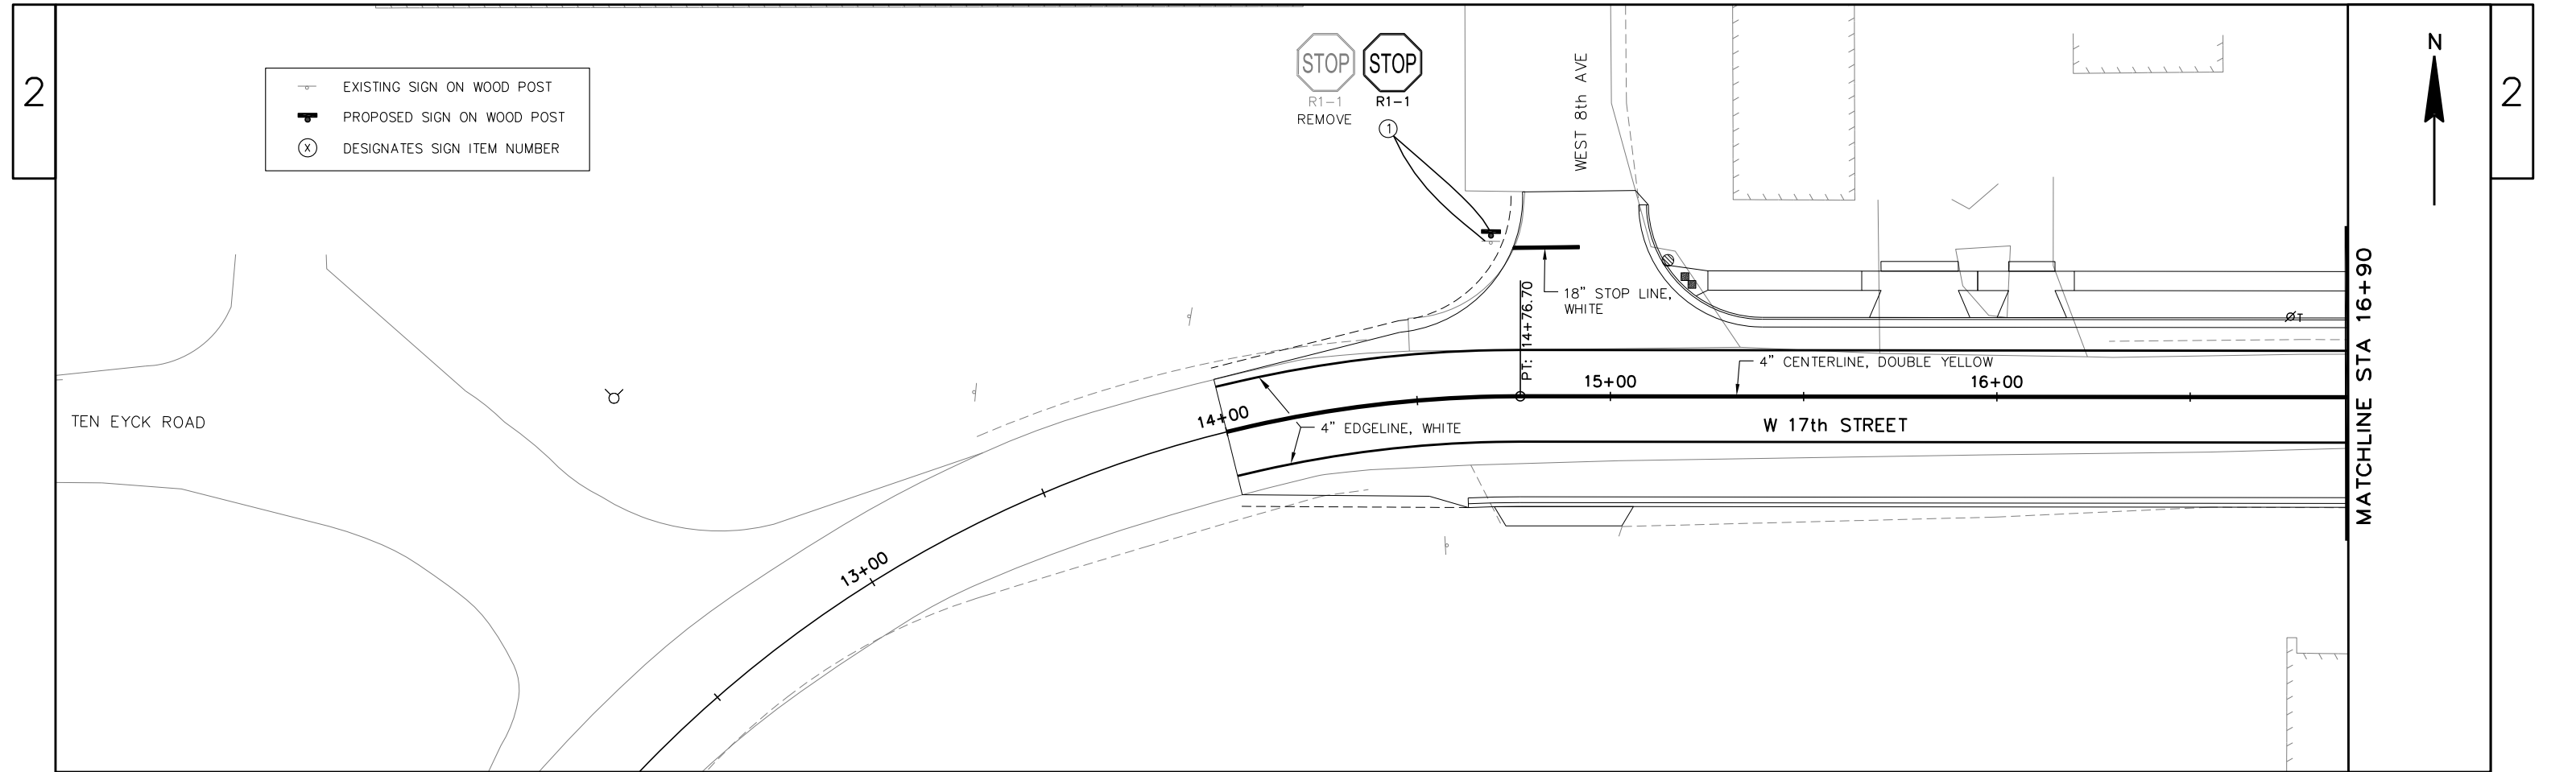 2
EXISTING SIGN ON WOOD POST
PROPOSED SIGN ON WOOD POST
X DESIGNATES SIGN ITEM NUMBER
STOP STOP
R1-1 R1-1
REMOVE
1
WEST 8th AVE
N
2
18" STOP LINE,
WHITE
PT: 14+76.70
T
4" CENTERLINE, DOUBLE YELLOW
15+00
16+00
14+00
4" EDGELINE, WHITE
W 17th STREET
TEN EYCK ROAD
13+00
MATCHLINE STA 16+90